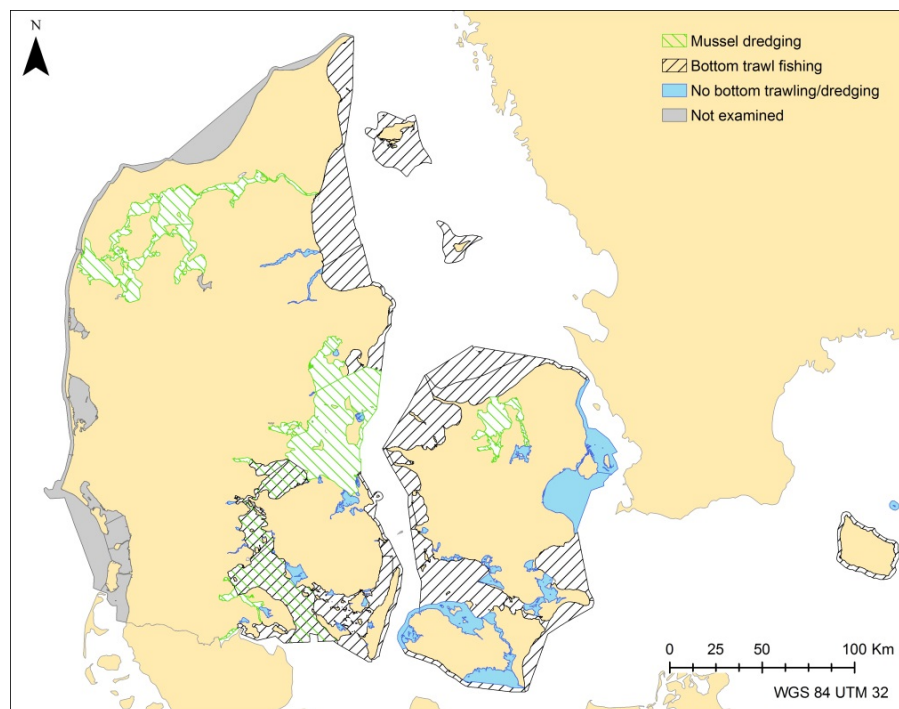 N
Mussel dredging
Bottom trawl fishing
No bottom trawling/dredging
Not examined
0 25 50 100 Km
WGS 84 UTM 32